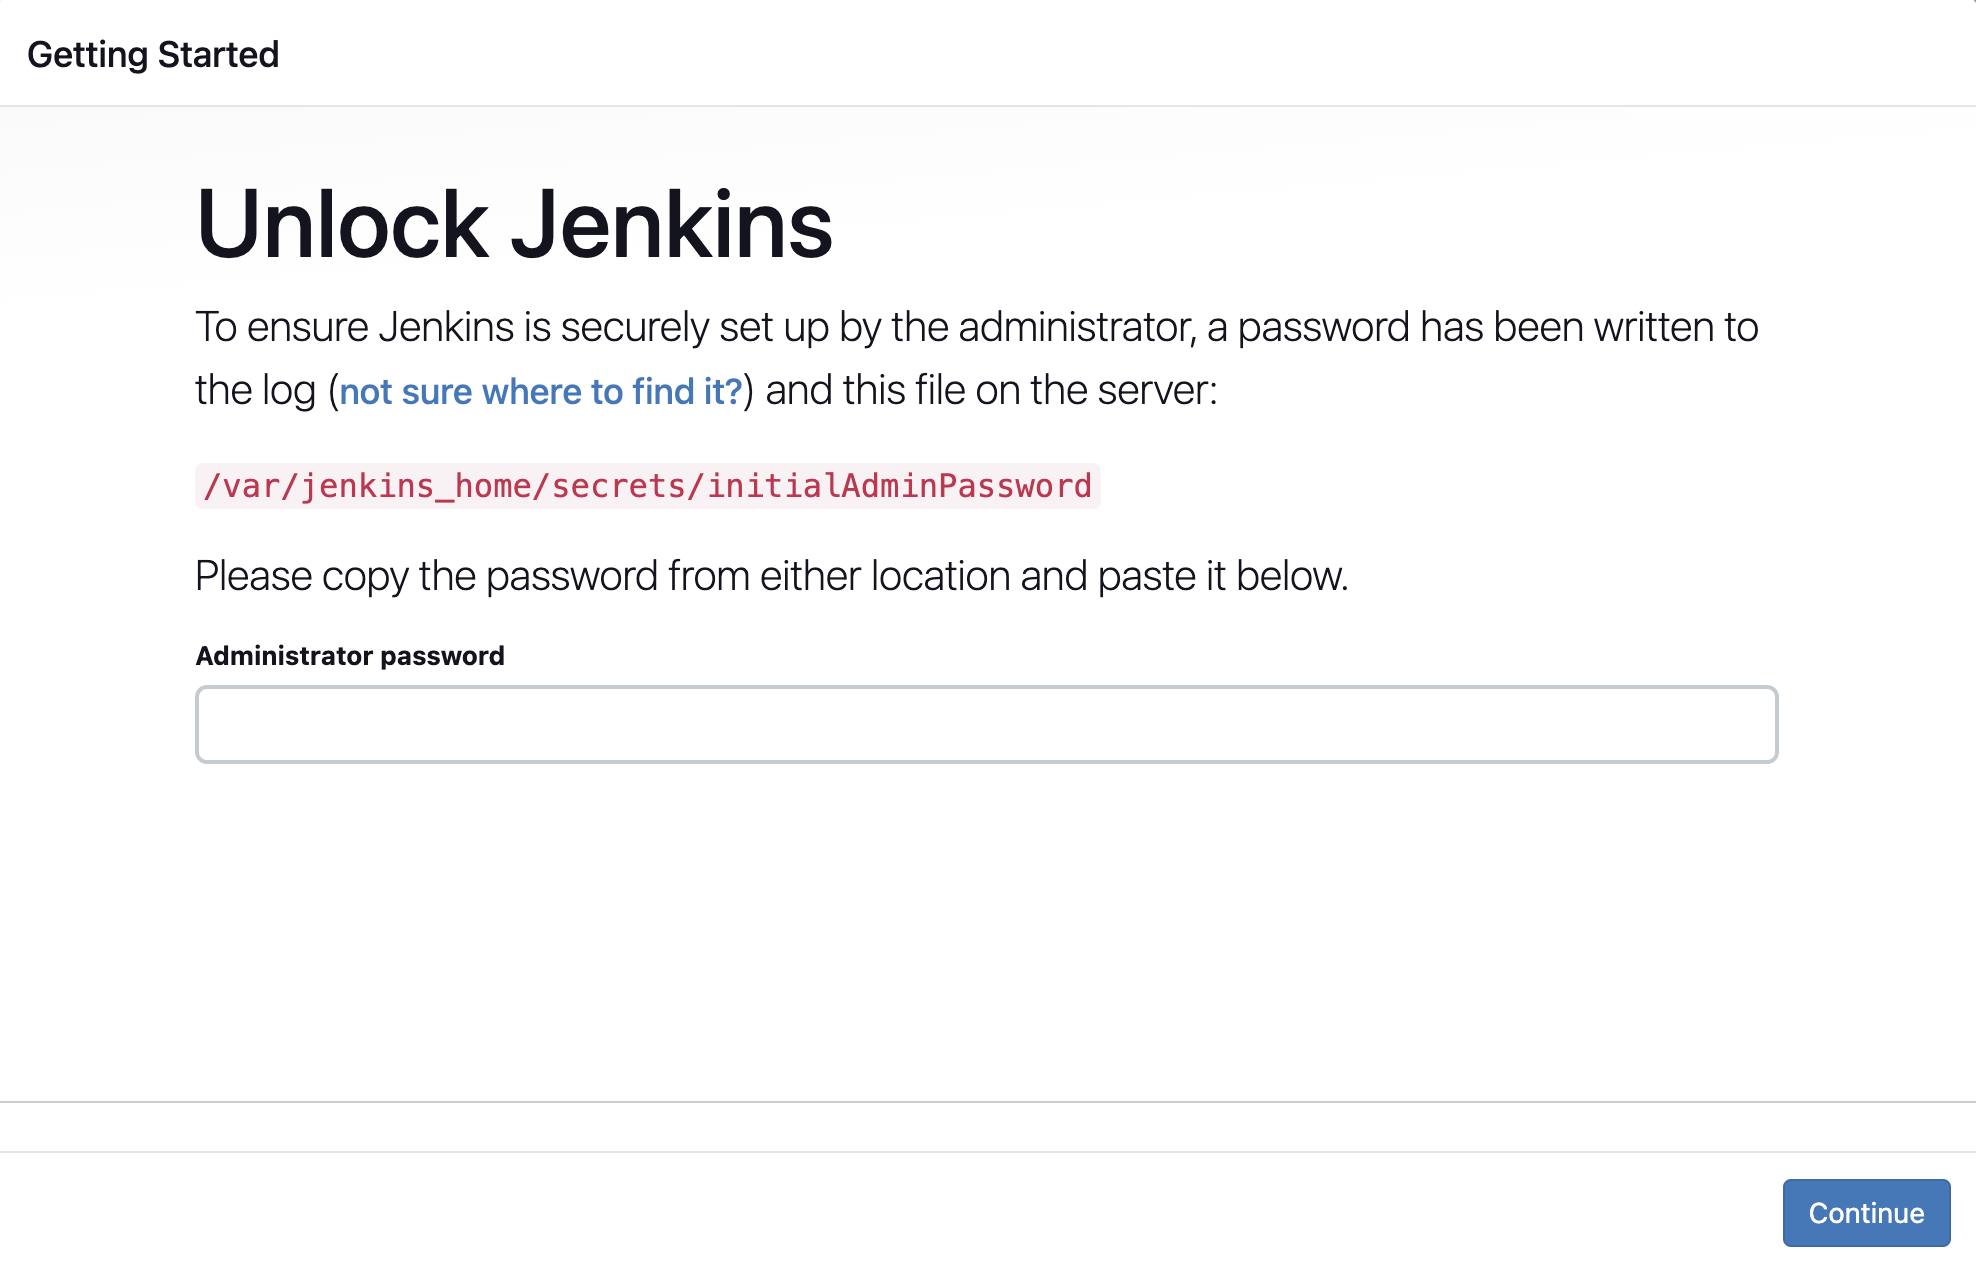 Getting Started
Unlock Jenkins
To ensure Jenkins is securely set up by the administrator, a password has been written to
the log (not sure where to find it?) and this file on the server:
/var/jenkins_home/secrets/initialAdminPassword
Please copy the password from either location and paste it below.
Administrator password
Continue